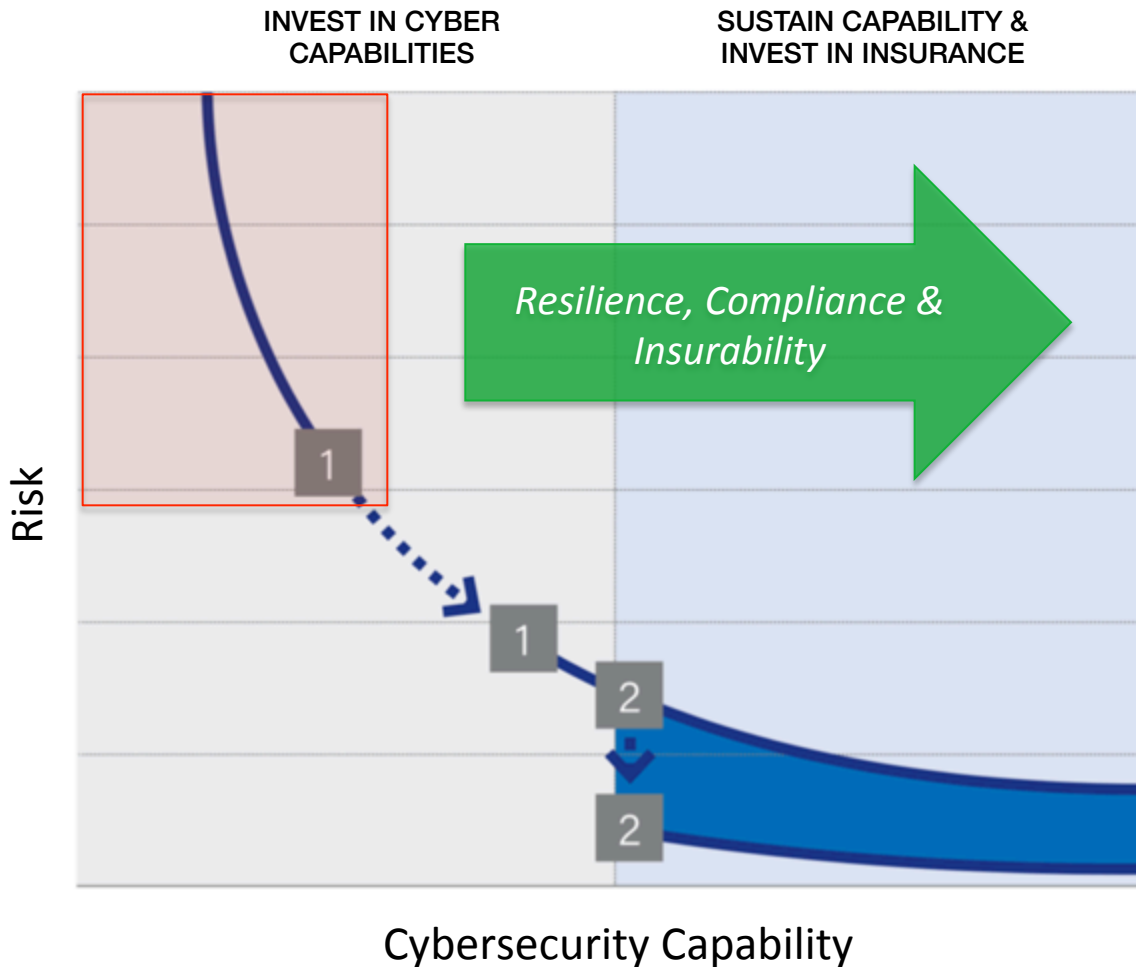 INVEST IN CYBER
CAPABILITIES
SUSTAIN CAPABILITY &
INVEST IN INSURANCE
Resilience, Compliance &
Insurability
1
1
2
2
Risk
Cybersecurity Capability